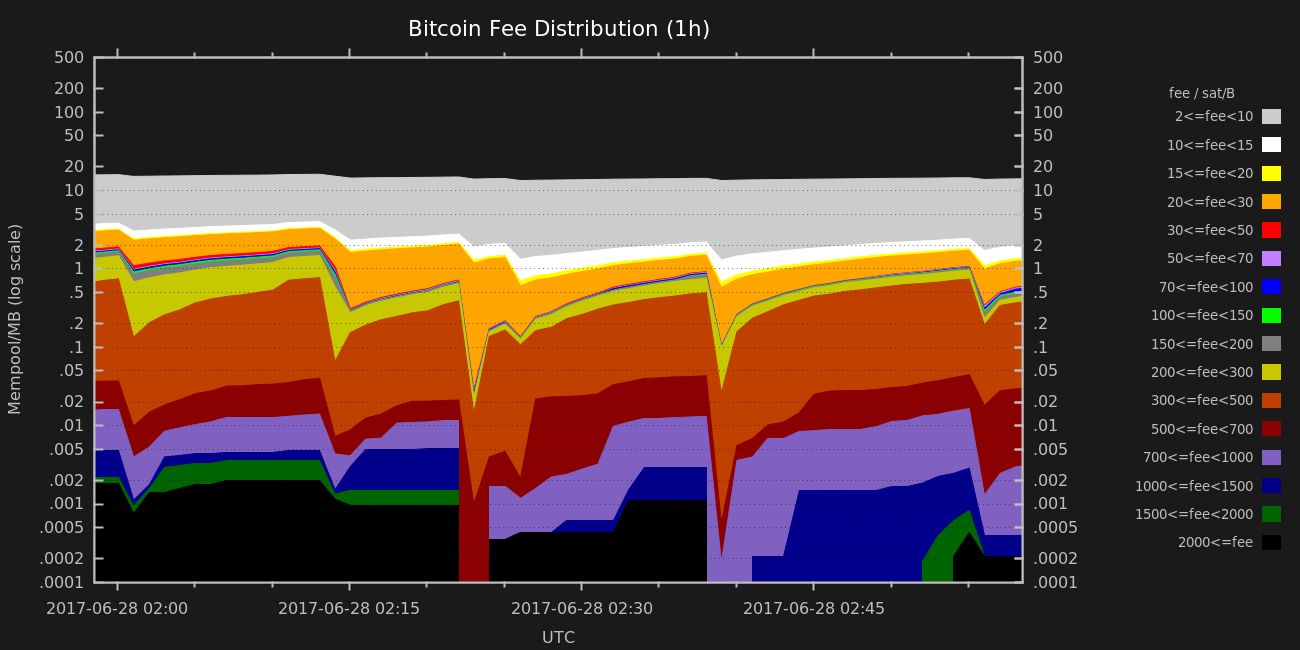 Bitcoin Fee Distribution (1h)
Mempool/MB (log scale)
500
200
100
50
20
10
5
2
1
.5
.2
.1
.05
.02
.01
.005
.002
.001
.0005
.0002
.0001
500
200
100
50
20
10
5
2
1
.5
.2
.1
.05
.02
.01
.005
.002
.001
.0005
.0002
.0001
2017-06-28 02:00
2017-06-28 02:15
2017-06-28 02:30
2017-06-28 02:45
UTC
fee / sat/B
2<=fee<10
10<=fee<15
15<=fee<20
20<=fee<30
30<=fee<50
50<=fee<70
70<=fee<100
100<=fee<150
150<=fee<200
200<=fee<300
300<=fee<500
500<=fee<700
700<=fee<1000
1000<=fee<1500
1500<=fee<2000
2000<=fee